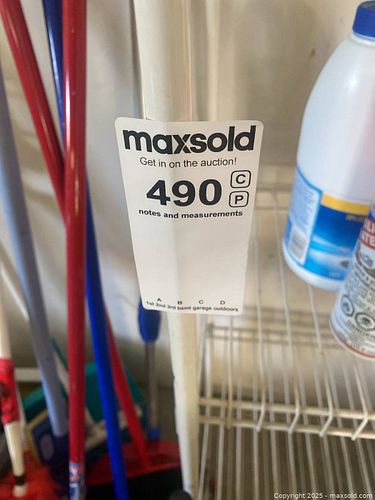 maxsold
Get in on the auction!
490
C
P
notes and measurements
A B C D
1st 2nd 3rd bsmt garage outdoors
Copyright 2025 - maxsold.com